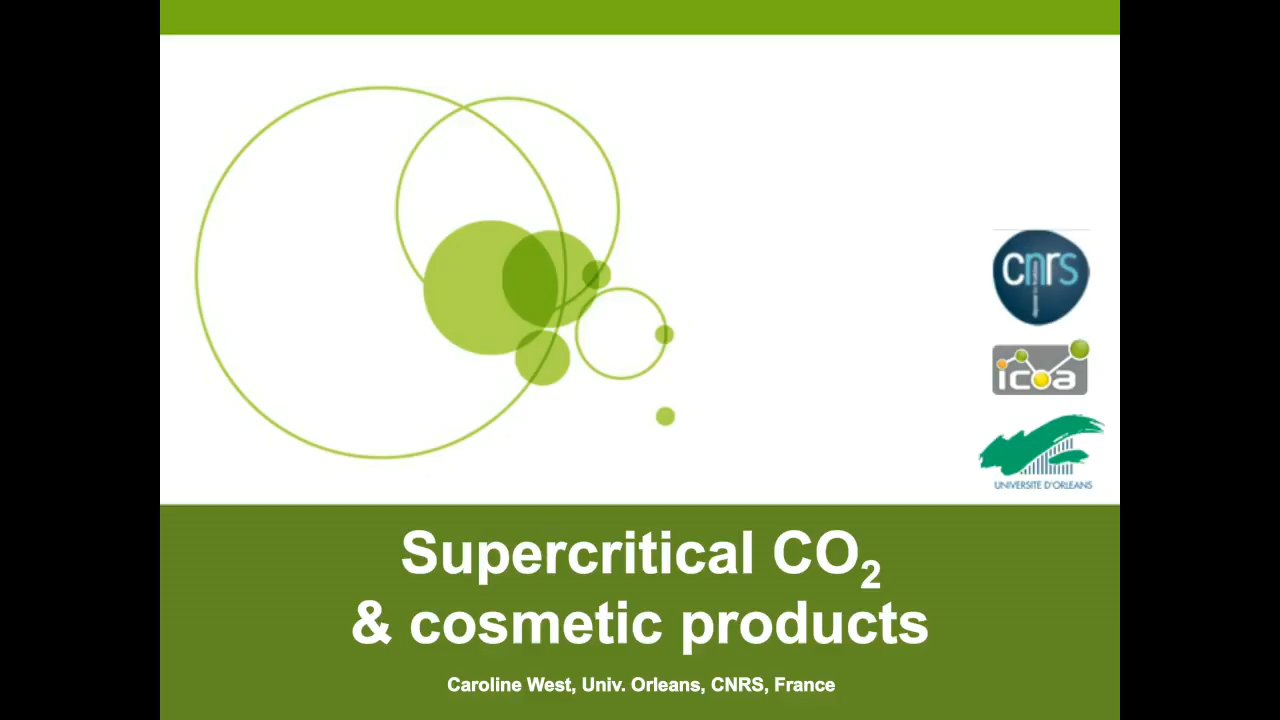 cnrs
icoa
UNIVERSITE D'ORLEANS
Supercritical CO₂
& cosmetic products
Caroline West, Univ. Orleans, CNRS, France